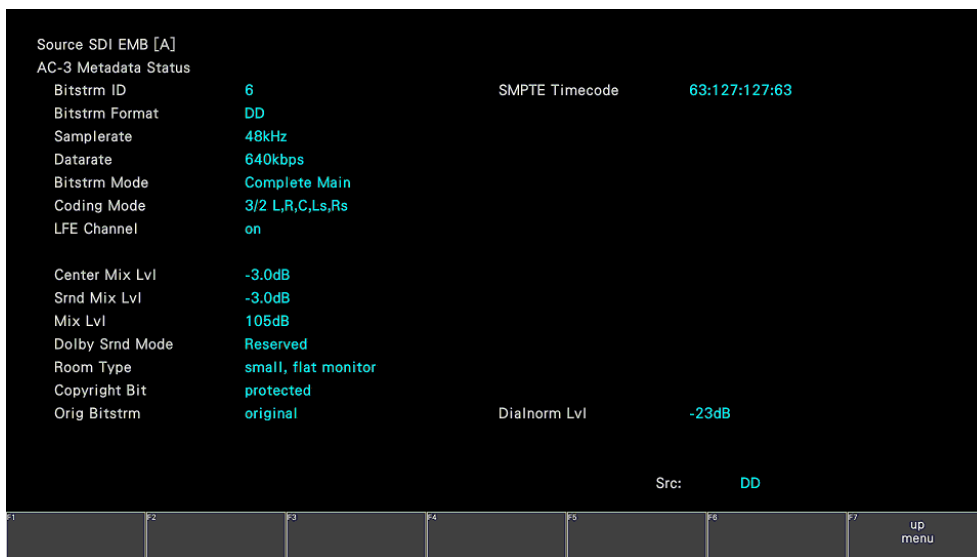 Source SDI EMB [A]
AC-3 Metadata Status
Bitstrm ID 6 SMPTE Timecode 63:127:127:63
Bitstrm Format DD
Samplerate 48kHz
Datarate 640kbps
Bitstrm Mode Complete Main
Coding Mode 3/2 L,R,C,Ls,Rs
LFE Channel on
Center Mix Lvl -3.0dB
Srnd Mix Lvl -3.0dB
Mix Lvl 105dB
Dolby Srnd Mode Reserved
Room Type small, flat monitor
Copyright Bit protected
Orig Bitstrm original Dialnorm Lvl -23dB
Src: DD
F1 F2 F3 F4 F5 F6 F7 up
menu